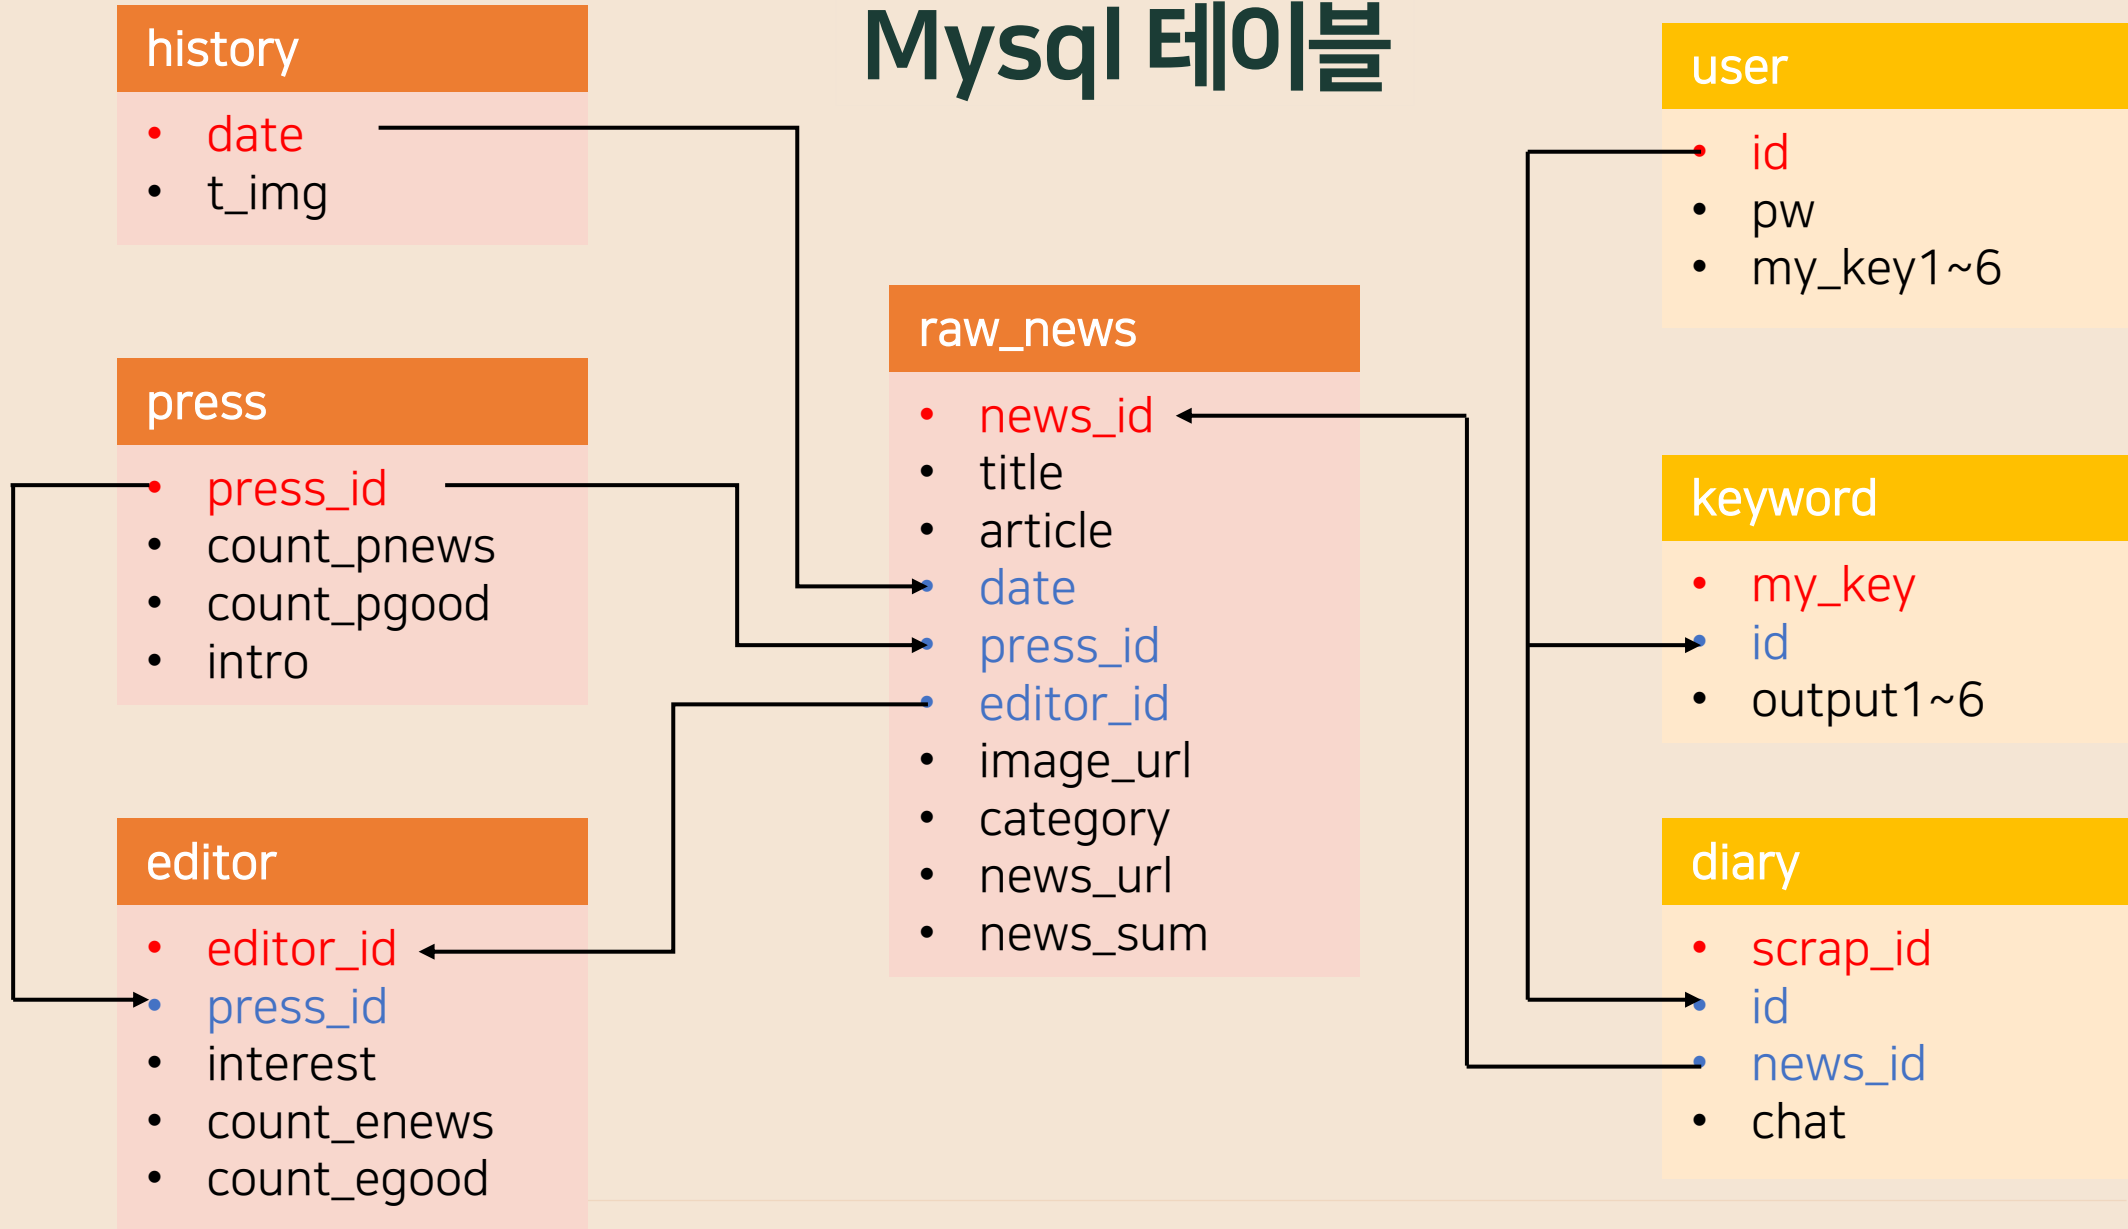 Mysql 테이블
history
• date
• t_img
press
• press_id
• count_pnews
• count_pgood
• intro
editor
• editor_id
• press_id
• interest
• count_enews
• count_egood
raw_news
• news_id
• title
• article
• date
• press_id
• editor_id
• image_url
• category
• news_url
• news_sum
user
• id
• pw
• my_key1~6
keyword
• my_key
• id
• output1~6
diary
• scrap_id
• id
• news_id
• chat